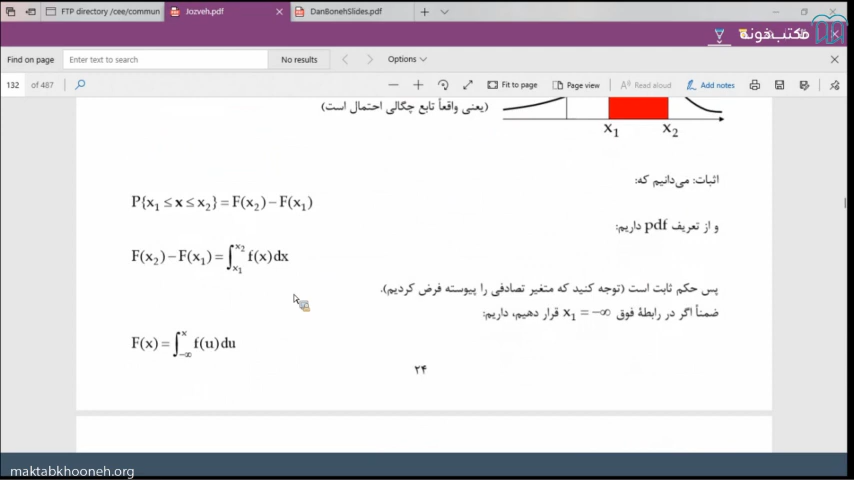 FTP directory /cee/commun
Jozveh.pdf
DanBonehSlides.pdf
مکتب‌خونه
Find on page
Enter text to search
No results
Options
132 of 487
Fit to page
Page view
Read aloud
Add notes
(یعنی واقعاً تابع چگالی احتمال است)
x₁ x₂
اثبات: می‌دانیم که:
P{x₁ ≤ x ≤ x₂} = F(x₂) − F(x₁)
و از تعریف pdf داریم:
F(x₂) − F(x₁) = ∫_{x₁}^{x₂} f(x)dx
پس حکم ثابت است (توجه کنید که متغیر تصادفی را پیوسته فرض کردیم).
ضمناً اگر در رابطهٔ فوق x₁ = −∞ قرار دهیم، داریم:
F(x) = ∫_{−∞}^{x} f(u)du
۲۴
maktabkhooneh.org